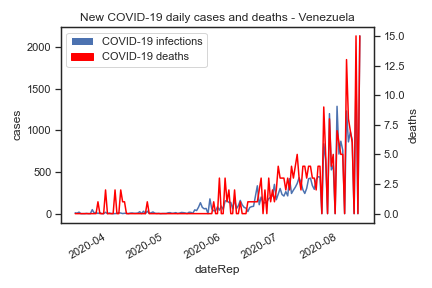 New COVID-19 daily cases and deaths - Venezuela
COVID-19 infections
COVID-19 deaths
2000
1500
1000
500
0
cases
15.0
12.5
10.0
7.5
5.0
2.5
0.0
deaths
2020-04
2020-05
2020-06
2020-07
2020-08
dateRep